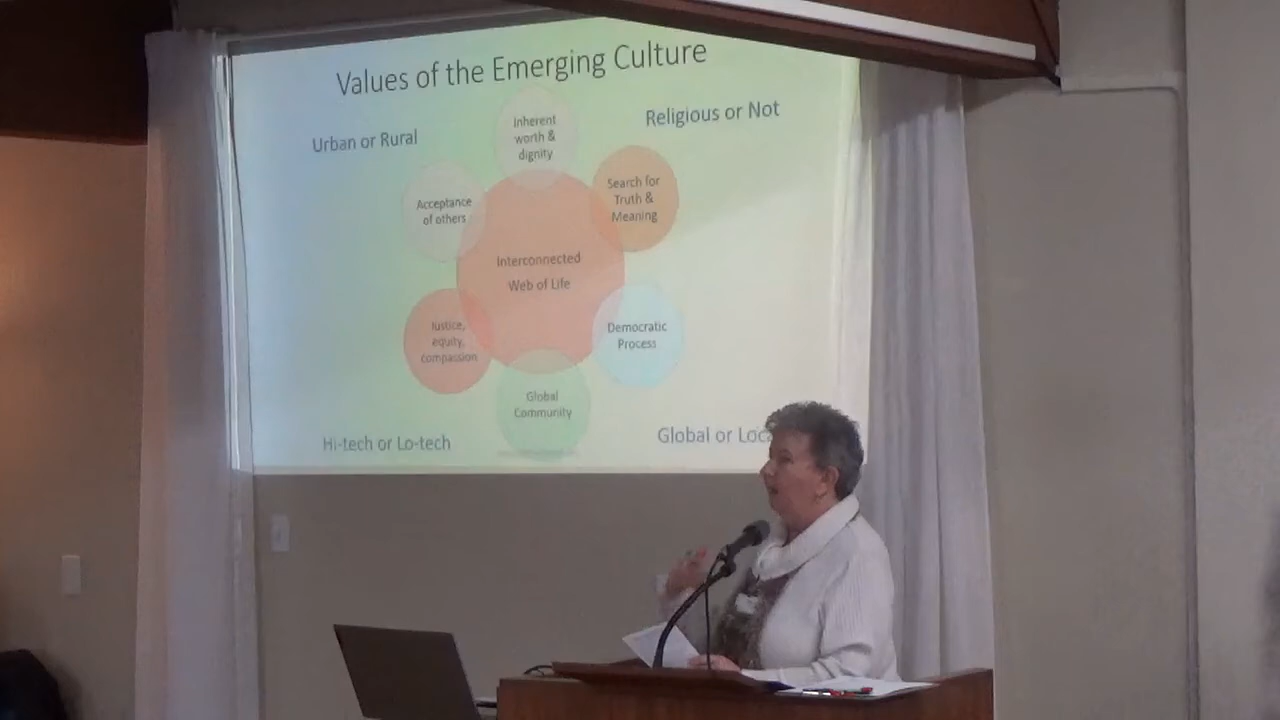 Values of the Emerging Culture
Urban or Rural
Religious or Not
Inherent
worth &
dignity
Acceptance
of others
Search for
Truth &
Meaning
Interconnected
Web of Life
Justice,
equity,
compassion
Democratic
Process
Global
Community
Hi-tech or Lo-tech
Global or